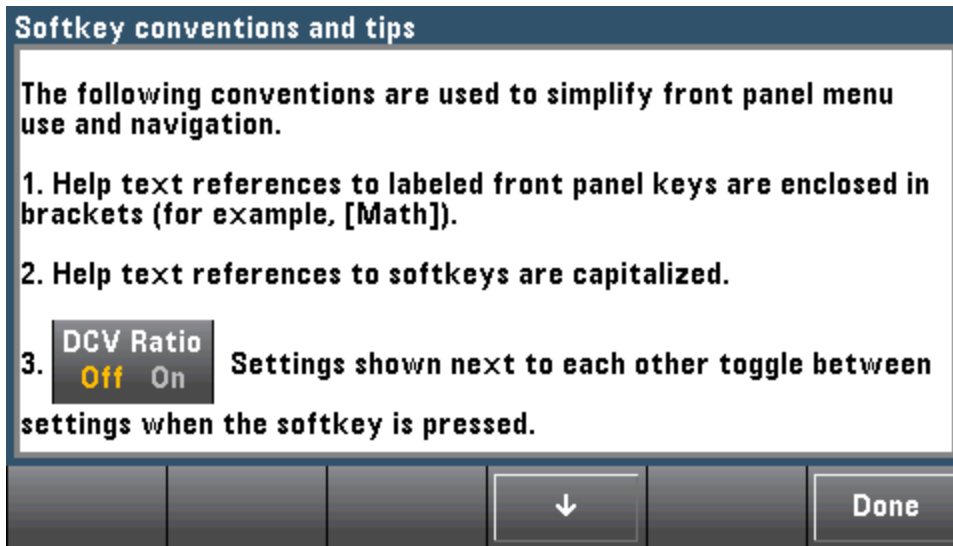 Softkey conventions and tips
The following conventions are used to simplify front panel menu
use and navigation.
1. Help text references to labeled front panel keys are enclosed in
brackets (for example, [Math]).
2. Help text references to softkeys are capitalized.
DCV Ratio
3. Off On Settings shown next to each other toggle between
settings when the softkey is pressed.
↓ Done